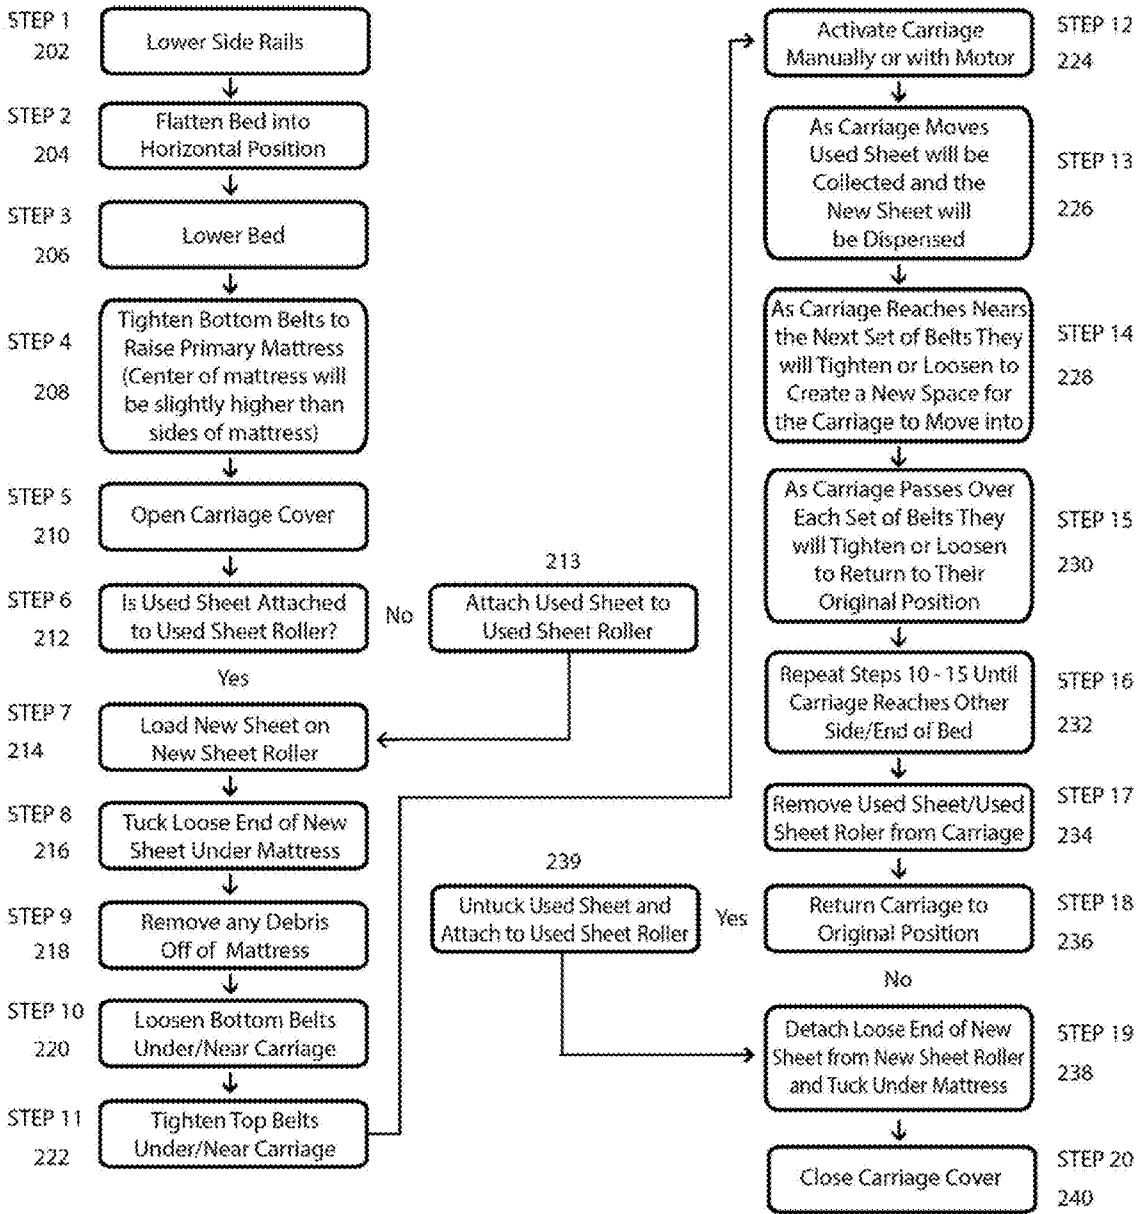 STEP 1
202
Lower Side Rails
STEP 2
204
Flatten Bed into
Horizontal Position
STEP 3
206
Lower Bed
STEP 4
208
Tighten Bottom Belts to
Raise Primary Mattress
(Center of mattress will
be slightly higher than
sides of mattress)
STEP 5
210
Open Carriage Cover
STEP 6
212
Is Used Sheet Attached
to Used Sheet Roller?
No
213
Attach Used Sheet to
Used Sheet Roller
Yes
STEP 7
214
Load New Sheet on
New Sheet Roller
STEP 8
216
Tuck Loose End of New
Sheet Under Mattress
STEP 9
218
Remove any Debris
Off of Mattress
STEP 10
220
Loosen Bottom Belts
Under/Near Carriage
STEP 11
222
Tighten Top Belts
Under/Near Carriage
Activate Carriage
Manually or with Motor
STEP 12
224
As Carriage Moves
Used Sheet will be
Collected and the
New Sheet will
be Dispensed
STEP 13
226
As Carriage Reaches Nears
the Next Set of Belts They
will Tighten or Loosen to
Create a New Space for
the Carriage to Move into
STEP 14
228
As Carriage Passes Over
Each Set of Belts They
will Tighten or Loosen
to Return to Their
Original Position
STEP 15
230
Repeat Steps 10 - 15 Until
Carriage Reaches Other
Side/End of Bed
STEP 16
232
Remove Used Sheet/Used
Sheet Roler from Carriage
STEP 17
234
239
Untuck Used Sheet and
Attach to Used Sheet Roller
Yes
Return Carriage to
Original Position
STEP 18
236
No
Detach Loose End of New
Sheet from New Sheet Roller
and Tuck Under Mattress
STEP 19
238
Close Carriage Cover
STEP 20
240